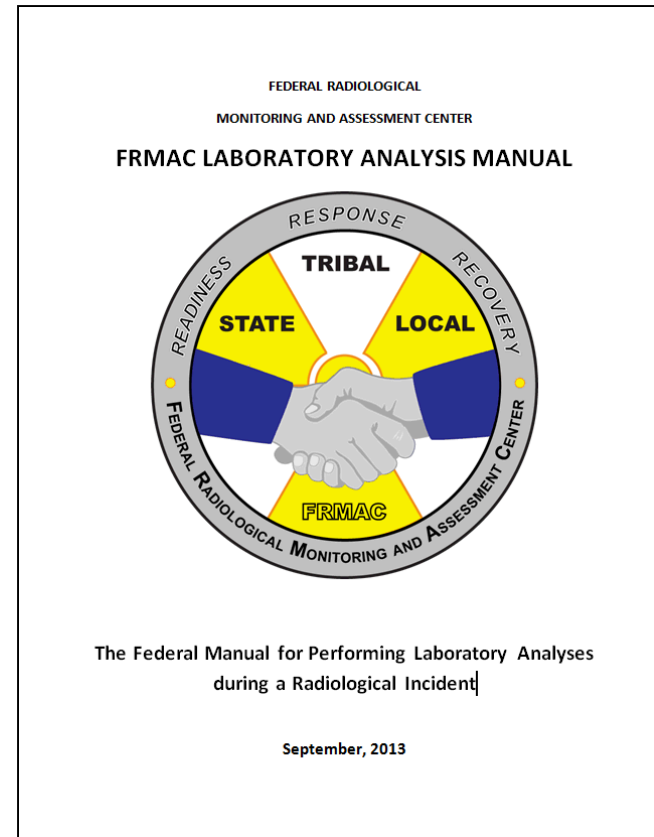 FEDERAL RADIOLOGICAL
MONITORING AND ASSESSMENT CENTER
FRMAC LABORATORY ANALYSIS MANUAL
READINESS RESPONSE RECOVERY
TRIBAL
STATE LOCAL
FRMAC
FEDERAL RADIOLOGICAL MONITORING AND ASSESSMENT CENTER
The Federal Manual for Performing Laboratory Analyses
during a Radiological Incident
September, 2013